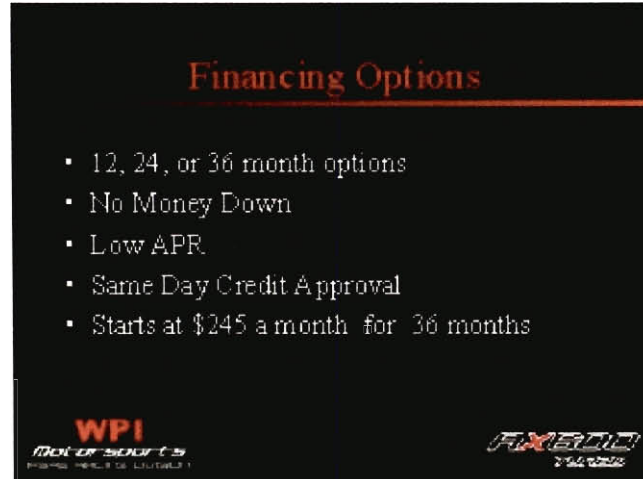 Financing Options
• 12, 24, or 36 month options
• No Money Down
• Low APR
• Same Day Credit Approval
• Starts at $245 a month for 36 months
WPI
Motorsports